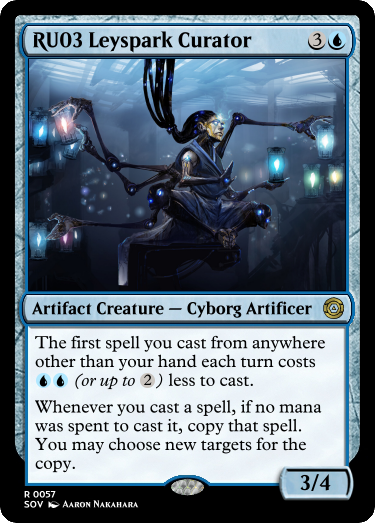 RU03 Leyspark Curator 3
Artifact Creature — Cyborg Artificer
The first spell you cast from anywhere
other than your hand each turn costs
(or up to 2) less to cast.
Whenever you cast a spell, if no mana
was spent to cast it, copy that spell.
You may choose new targets for the
copy.
3/4
R 0057
SOV Aaron Nakahara